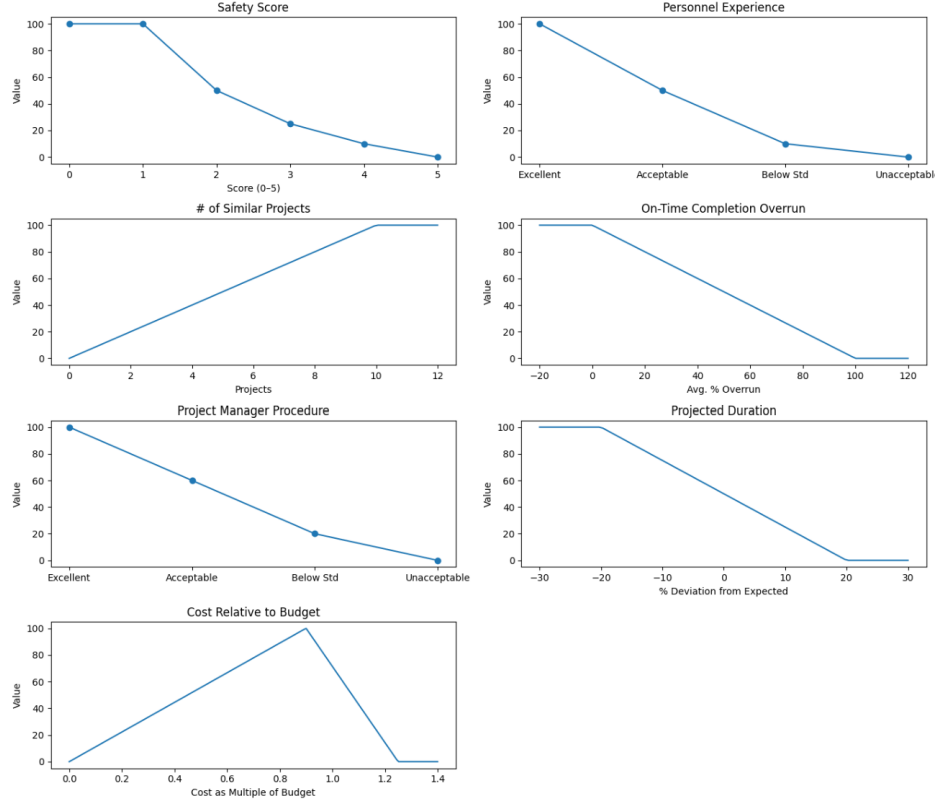 Safety Score
Value
100
80
60
40
20
0
0 1 2 3 4 5
Score (0–5)
Personnel Experience
Value
100
80
60
40
20
0
Excellent Acceptable Below Std Unacceptable
# of Similar Projects
Value
100
80
60
40
20
0
0 2 4 6 8 10 12
Projects
On-Time Completion Overrun
Value
100
80
60
40
20
0
−20 0 20 40 60 80 100 120
Avg. % Overrun
Project Manager Procedure
Value
100
80
60
40
20
0
Excellent Acceptable Below Std Unacceptable
Projected Duration
Value
100
80
60
40
20
0
−30 −20 −10 0 10 20 30
% Deviation from Expected
Cost Relative to Budget
Value
100
80
60
40
20
0
0.0 0.2 0.4 0.6 0.8 1.0 1.2 1.4
Cost as Multiple of Budget